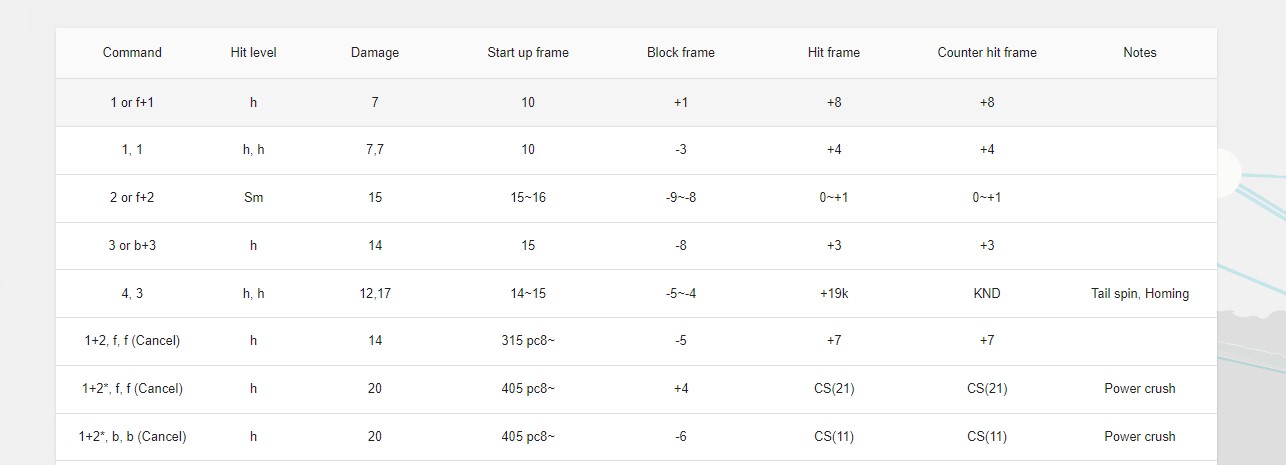 Command Hit level Damage Start up frame Block frame Hit frame Counter hit frame Notes
1 or f+1 h 7 10 +1 +8 +8
1, 1 h, h 7,7 10 -3 +4 +4
2 or f+2 Sm 15 15~16 -9~-8 0~+1 0~+1
3 or b+3 h 14 15 -8 +3 +3
4, 3 h, h 12,17 14~15 -5~-4 +19k KND Tail spin, Homing
1+2, f, f (Cancel) h 14 315 pc8~ -5 +7 +7
1+2*, f, f (Cancel) h 20 405 pc8~ +4 CS(21) CS(21) Power crush
1+2*, b, b (Cancel) h 20 405 pc8~ -6 CS(11) CS(11) Power crush